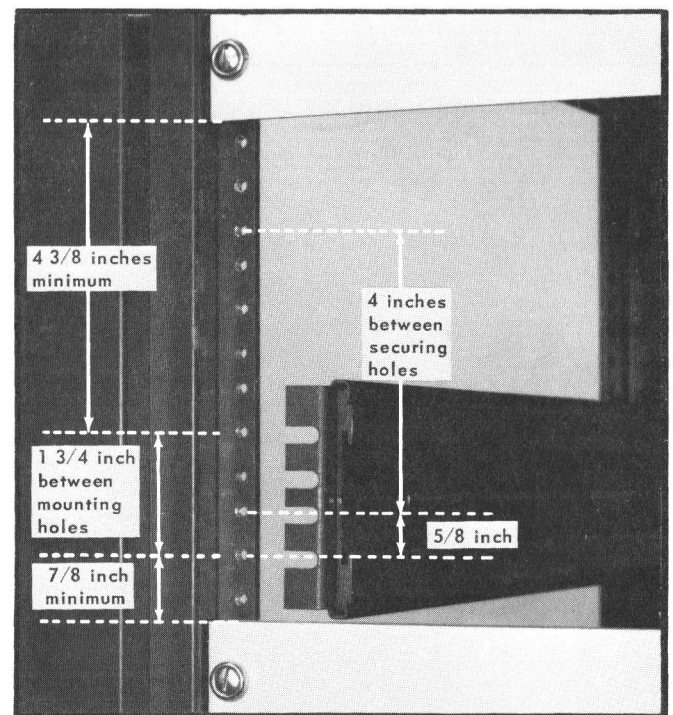 4 3/8 inches
minimum
4 inches
between
securing
holes
1 3/4 inch
between
mounting
holes
5/8 inch
7/8 inch
minimum